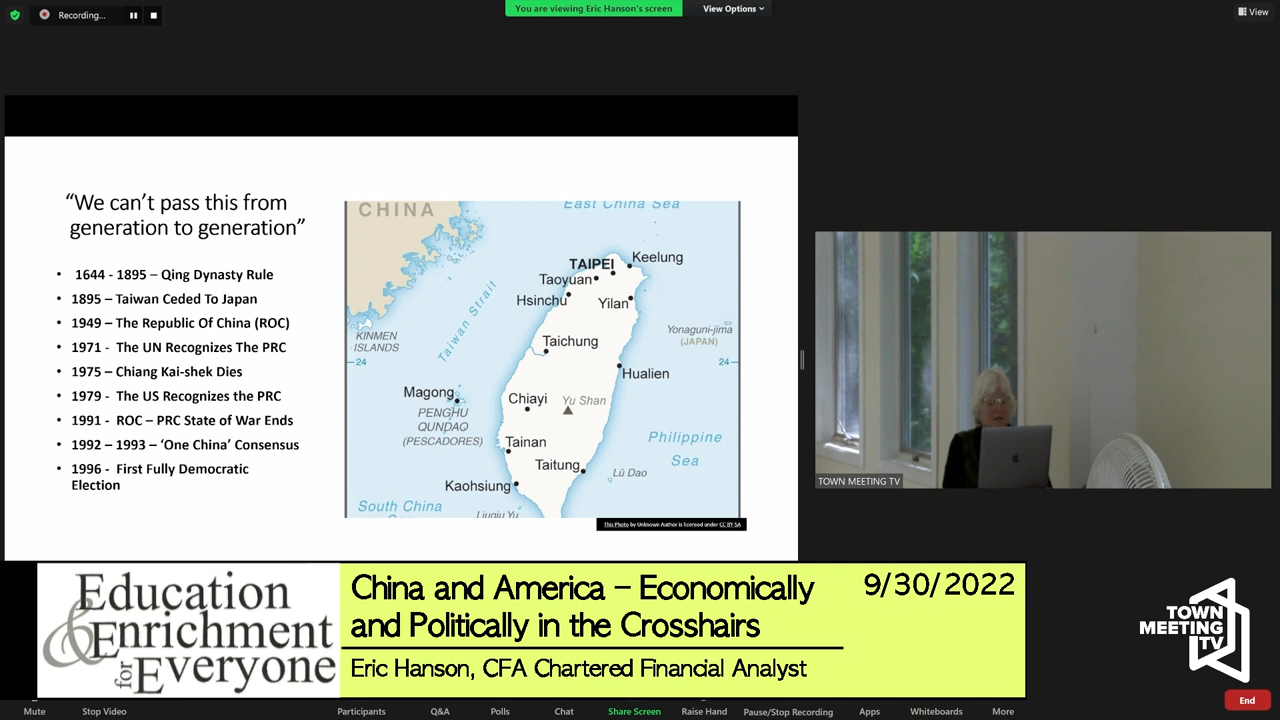 Recording...
You are viewing Eric Hanson's screen
View Options
View
“We can’t pass this from
generation to generation”
• 1644 - 1895 – Qing Dynasty Rule
• 1895 – Taiwan Ceded To Japan
• 1949 – The Republic Of China (ROC)
• 1971 - The UN Recognizes The PRC
• 1975 – Chiang Kai-shek Dies
• 1979 - The US Recognizes the PRC
• 1991 - ROC – PRC State of War Ends
• 1992 – 1993 – ‘One China’ Consensus
• 1996 - First Fully Democratic
Election
CHINA
East China Sea
TAIPEI
Keelung
Taoyuan
Hsinchu
Yilan
Taiwan Strait
KINMEN
ISLANDS
Yonaguni-jima
(JAPAN)
24
24
Taichung
Hualien
Magong
Chiayi
Yu Shan
PENGHU
QUNDAO
(PESCADORES)
Philippine
Sea
Tainan
Taitung
Lü Dao
Kaohsiung
South China
Liuqiu Yu
This Photo by Unknown Author is licensed under CC BY-SA
TOWN MEETING TV
Education
& Enrichment
for Everyone
China and America – Economically
and Politically in the Crosshairs
9/30/2022
Eric Hanson, CFA Chartered Financial Analyst
TOWN
MEETING
TV
Mute
Stop Video
Participants
Q&A
Polls
Chat
Share Screen
Raise Hand
Pause/Stop Recording
Apps
Whiteboards
More
End